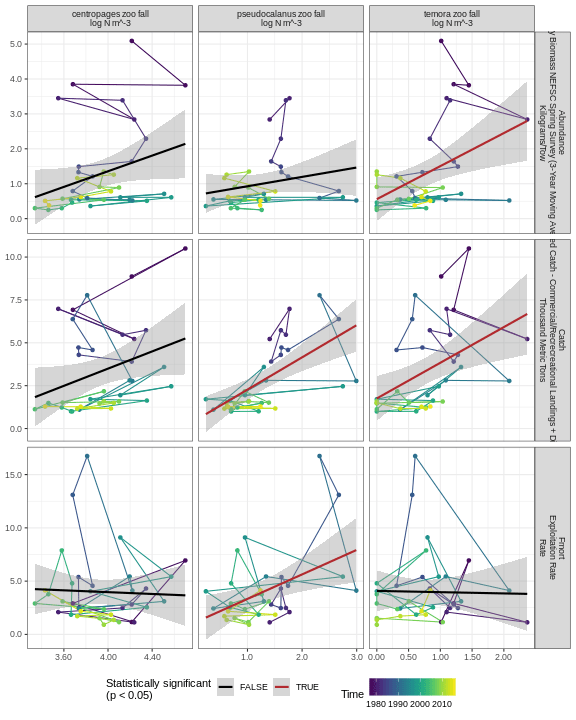 centropages zoo fall
log N m^-3
pseudocalanus zoo fall
log N m^-3
temora zoo fall
log N m^-3
5.0
4.0
3.0
2.0
1.0
0.0
Abundance
Biomass NEFSC Spring Survey (2-Year Moving
Kilograms/tow
10.0
7.5
5.0
2.5
0.0
Catch
Catch - Commercial/Recreational Landings + D
Thousand Metric Tons
15.0
10.0
5.0
0.0
Fmort
Exploitation Rate
Rate
3.60
4.00
4.40
1.0
2.0
3.0
0.00
0.50
1.00
1.50
2.00
Statistically significant
(p < 0.05)
FALSE
TRUE
Time
1980 1990 2000 2010